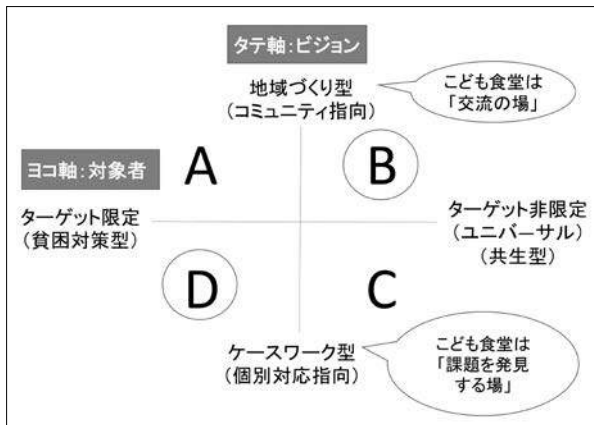 タテ軸:ビジョン
地域づくり型
(コミュニティ指向)
こども食堂は
「交流の場」
A
B
ヨコ軸:対象者
ターゲット限定
(貧困対策型)
ターゲット非限定
(ユニバーサル)
(共生型)
D
C
ケースワーク型
(個別対応指向)
こども食堂は
「課題を発見
する場」